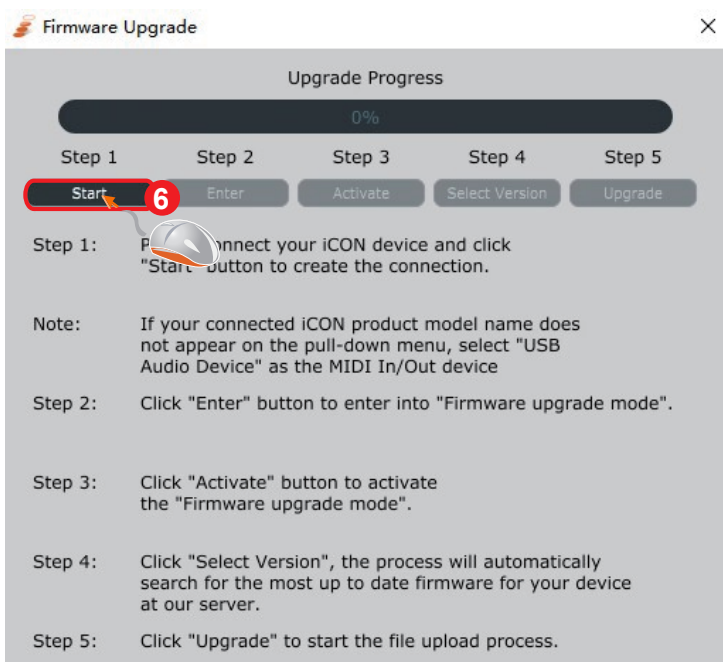 Firmware Upgrade
Upgrade Progress
0%
Step 1 Step 2 Step 3 Step 4 Step 5
Start Enter Activate Select Version Upgrade
6
Step 1: connect your iCON device and click
"Start" button to create the connection.
Note: If your connected iCON product model name does
not appear on the pull-down menu, select "USB
Audio Device" as the MIDI In/Out device
Step 2: Click "Enter" button to enter into "Firmware upgrade mode".
Step 3: Click "Activate" button to activate
the "Firmware upgrade mode".
Step 4: Click "Select Version", the process will automatically
search for the most up to date firmware for your device
at our server.
Step 5: Click "Upgrade" to start the file upload process.